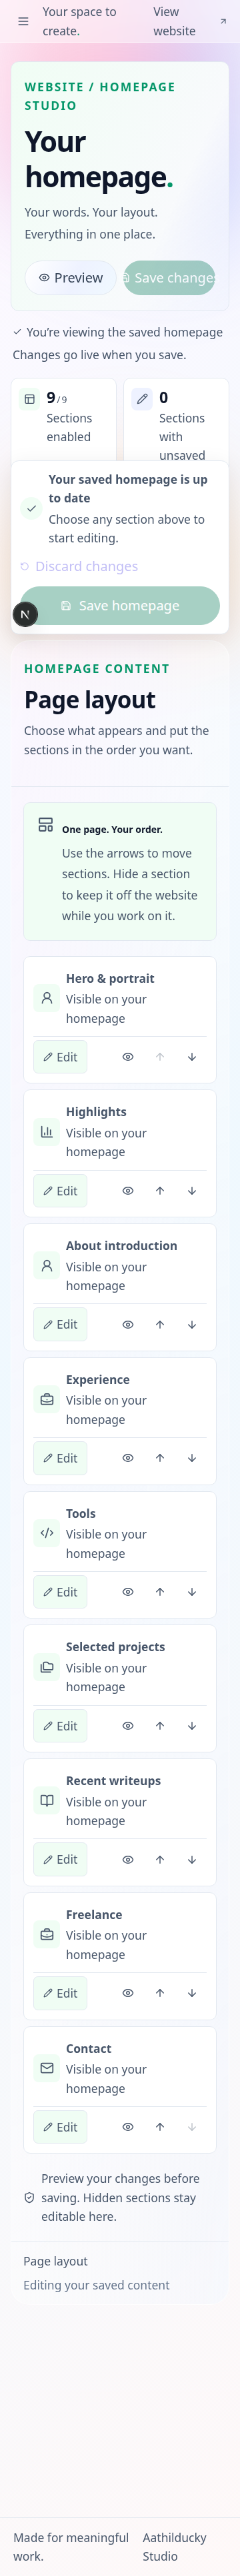 Your space to
create.
View
website
WEBSITE / HOMEPAGE
STUDIO
Your
homepage.
Your words. Your layout.
Everything in one place.
Preview
Save changes
You're viewing the saved homepage
Changes go live when you save.
9 / 9
Sections
enabled
0
Sections
with
unsaved
Your saved homepage is up
to date
Choose any section above to
start editing.
Discard changes
Save homepage
N
HOMEPAGE CONTENT
Page layout
Choose what appears and put the
sections in the order you want.
One page. Your order.
Use the arrows to move
sections. Hide a section
to keep it off the website
while you work on it.
Hero & portrait
Visible on your
homepage
Edit
Highlights
Visible on your
homepage
Edit
About introduction
Visible on your
homepage
Edit
Experience
Visible on your
homepage
Edit
Tools
Visible on your
homepage
Edit
Selected projects
Visible on your
homepage
Edit
Recent writeups
Visible on your
homepage
Edit
Freelance
Visible on your
homepage
Edit
Contact
Visible on your
homepage
Edit
Preview your changes before
saving. Hidden sections stay
editable here.
Page layout
Editing your saved content
Made for meaningful
work.
Aathilducky
Studio